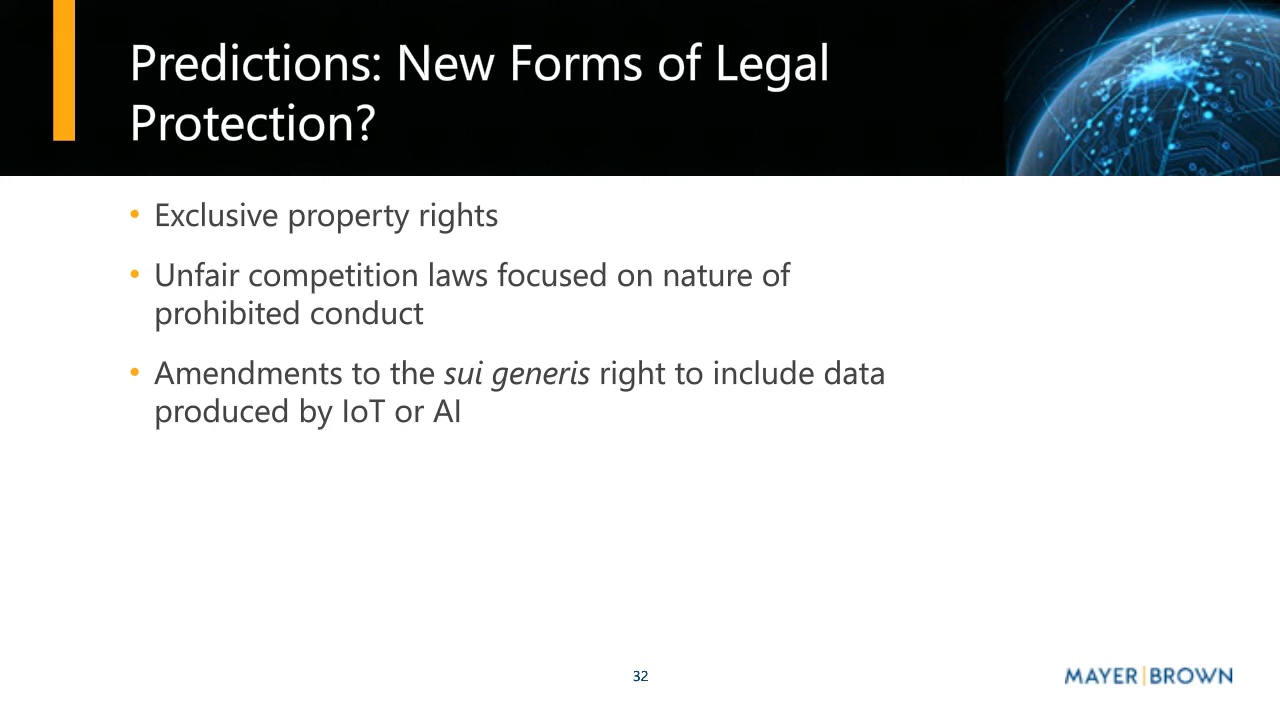 Predictions: New Forms of Legal
Protection?
• Exclusive property rights
• Unfair competition laws focused on nature of
prohibited conduct
• Amendments to the sui generis right to include data
produced by IoT or AI
32
MAYER|BROWN